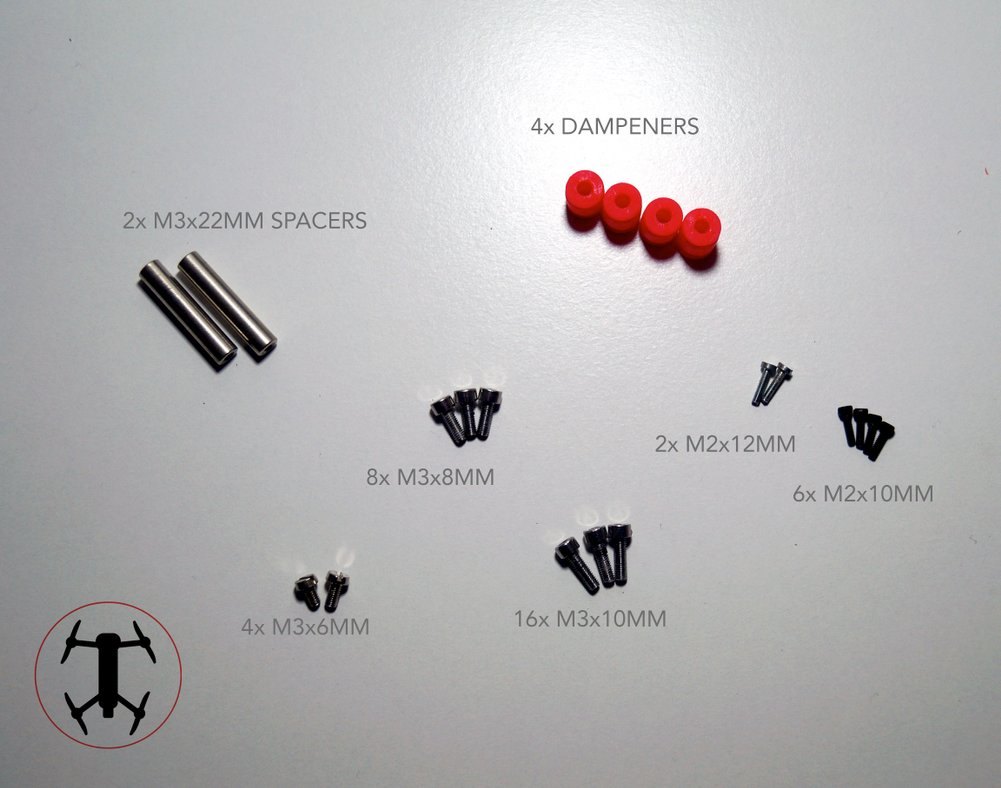 4x DAMPENERS
2x M3x22MM SPACERS
2x M2x12MM
8x M3x8MM
6x M2x10MM
16x M3x10MM
4x M3x6MM